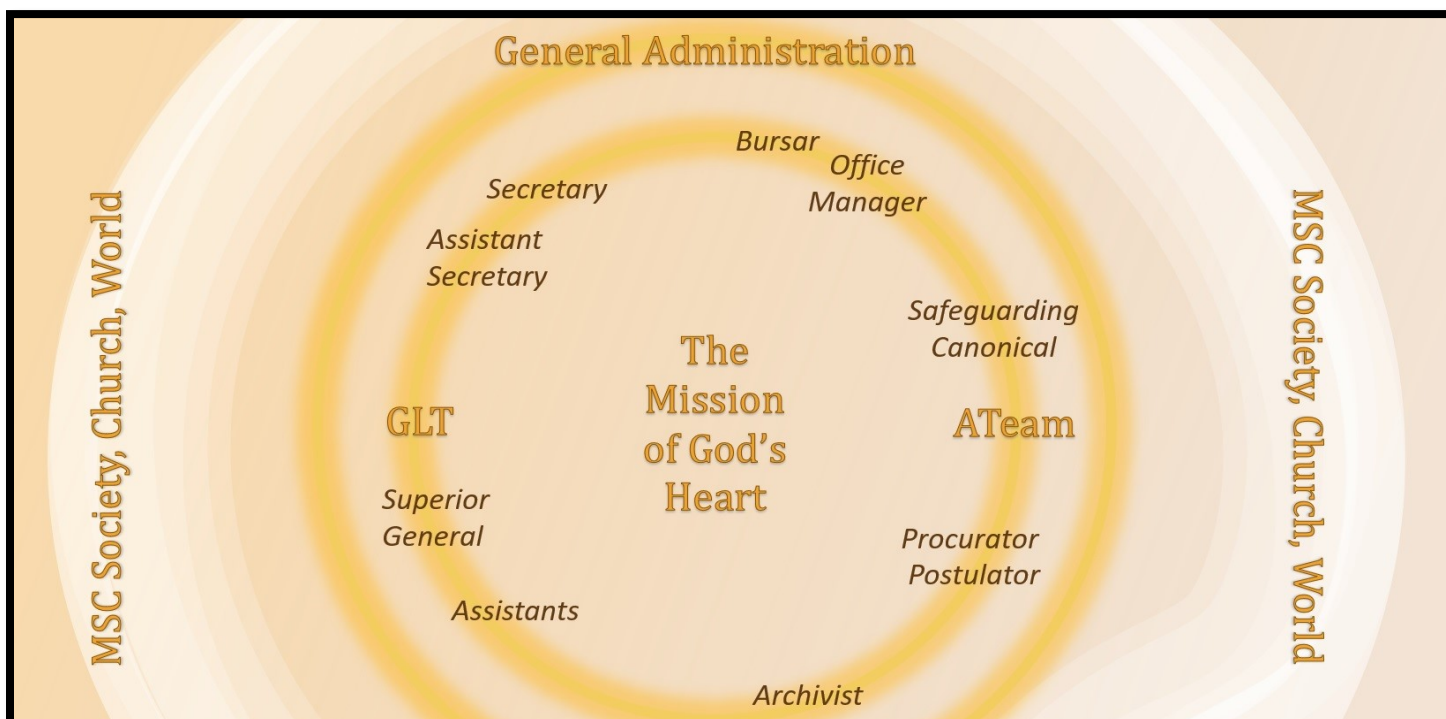 General Administration
Bursar
Office
Manager
Secretary
Assistant
Secretary
MSC Society, Church, World
MSC Society, Church, World
Safeguarding
Canonical
The
Mission
of God's
Heart
GLT
ATeam
Superior
General
Procurator
Postulator
Assistants
Archivist